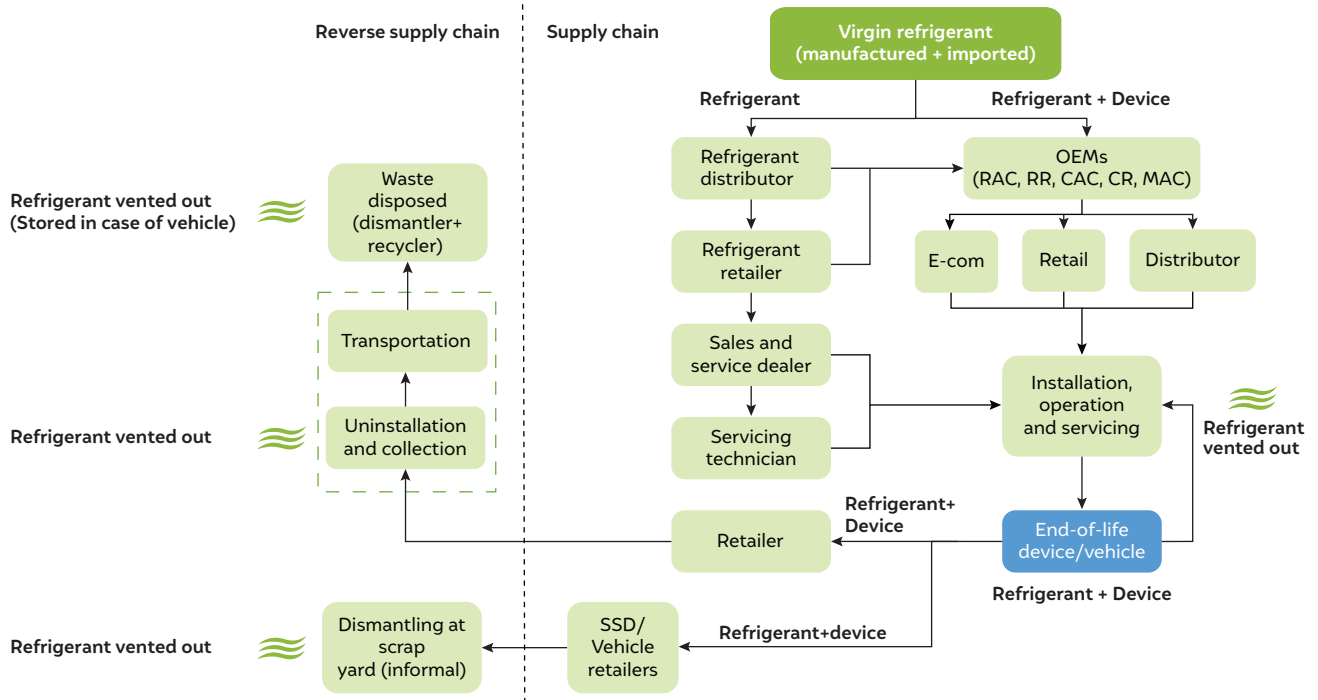 Reverse supply chain
Supply chain
Virgin refrigerant
(manufactured + imported)
Refrigerant
Refrigerant + Device
Refrigerant
distributor
OEMs
(RAC, RR, CAC, CR, MAC)
Waste
disposed
(dismantler+
recycler)
Refrigerant vented out
(Stored in case of vehicle)
Refrigerant
retailer
E-com
Retail
Distributor
Transportation
Sales and
service dealer
Installation,
operation
and servicing
Refrigerant vented out
Uninstallation
and collection
Servicing
technician
Refrigerant
vented out
Refrigerant+
Device
Retailer
End-of-life
device/vehicle
Refrigerant + Device
Refrigerant vented out
Dismantling at
scrap
yard (informal)
SSD/
Vehicle
retailers
Refrigerant+device